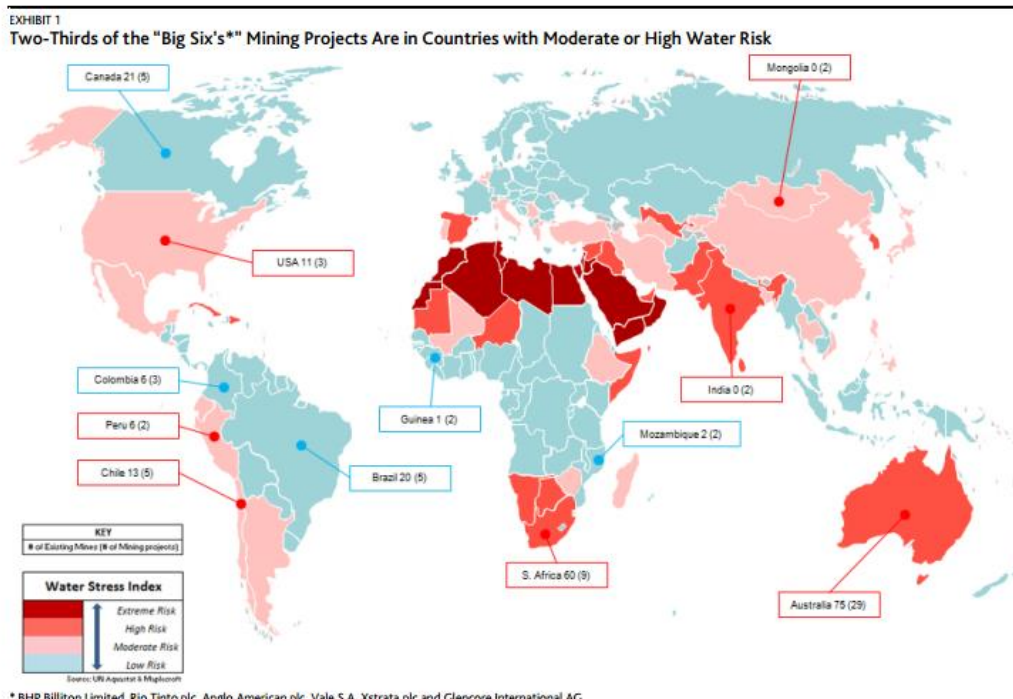 EXHIBIT 1
Two-Thirds of the "Big Six's*" Mining Projects Are in Countries with Moderate or High Water Risk
Canada 21 (5)
Mongolia 0 (2)
USA 11 (3)
Colombia 6 (3)
Guinea 1 (2)
India 0 (2)
Peru 6 (2)
Mozambique 2 (2)
Chile 13 (5)
Brazil 20 (5)
S. Africa 60 (9)
Australia 75 (29)
KEY
# of Existing Mines (# of Mining projects)
Water Stress Index
Extreme Risk
High Risk
Moderate Risk
Low Risk
Source: UN Aquastat & Maplecroft
* BHP Billiton Limited, Rio Tinto plc, Anglo American plc, Vale S.A, Xstrata plc and Glencore International AG